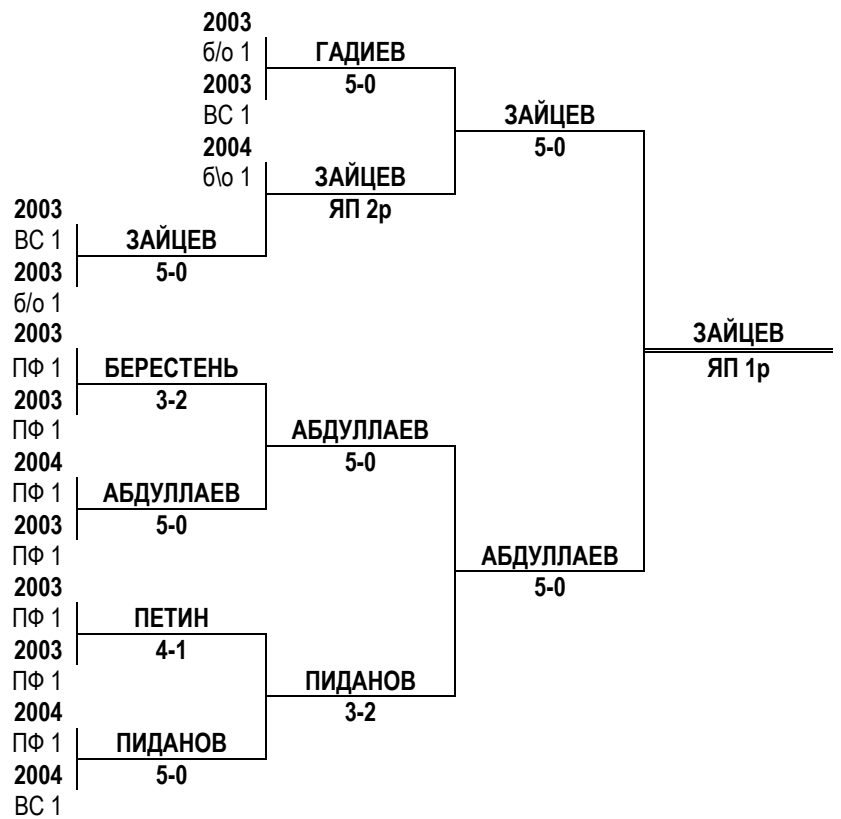 2003
б/о 1
ГАДИЕВ
2003
5-0
ВС 1
ЗАЙЦЕВ
2004
5-0
б\о 1
ЗАЙЦЕВ
2003
ЯП 2р
ВС 1
ЗАЙЦЕВ
2003
5-0
б/о 1
2003
ЗАЙЦЕВ
ПФ 1
БЕРЕСТЕНЬ
ЯП 1р
2003
3-2
ПФ 1
АБДУЛЛАЕВ
2004
5-0
ПФ 1
АБДУЛЛАЕВ
2003
5-0
ПФ 1
АБДУЛЛАЕВ
2003
5-0
ПФ 1
ПЕТИН
2003
4-1
ПФ 1
ПИДАНОВ
2004
3-2
ПФ 1
ПИДАНОВ
2004
5-0
ВС 1